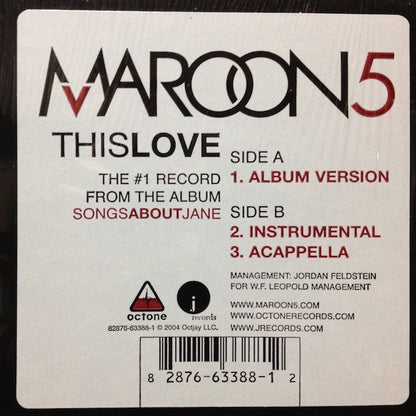 MAROON5
THISLOVE
THE #1 RECORD
FROM THE ALBUM
SONGSABOUTJANE
SIDE A
1. ALBUM VERSION
SIDE B
2. INSTRUMENTAL
3. ACAPPELLA
MANAGEMENT: JORDAN FELDSTEIN
FOR W.F. LEOPOLD MANAGEMENT
WWW.MAROON5.COM
WWW.OCTONERECORDS.COM
WWW.JRECORDS.COM
octone
j
records
82876-63388-1 © 2004 Octjay LLC.
8 2876-63388-1 2